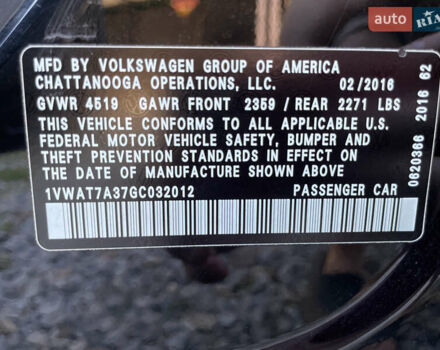 auto RIA
MFD BY VOLKSWAGEN GROUP OF AMERICA
CHATTANOOGA OPERATIONS, LLC. 02/2016
GVWR 4519 GAWR FRONT 2359 / REAR 2271 LBS
THIS VEHICLE CONFORMS TO ALL APPLICABLE U.S.
FEDERAL MOTOR VEHICLE SAFETY, BUMPER AND
THEFT PREVENTION STANDARDS IN EFFECT ON
THE DATE OF MANUFACTURE SHOWN ABOVE
1VWAT7A37GC032012 PASSENGER CAR
0620366 2016 62